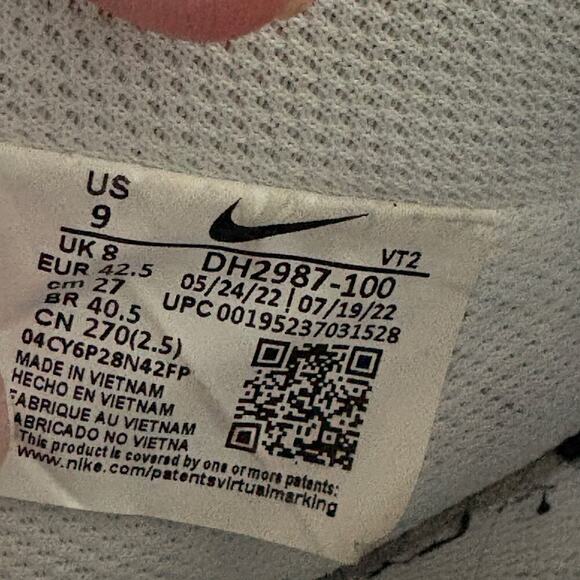 US
9
VT2
UK 8
EUR 42.5
cm 27
BR 40.5
CN 270(2.5)
DH2987-100
05/24/22 | 07/19/22
UPC 00195237031528
04CY6P28N42FP
MADE IN VIETNAM
HECHO EN VIETNAM
FABRIQUE AU VIETNAM
FABRICADO NO VIETNA
This product is covered by one or more patents:
www.nike.com/patentsvirtualmarking